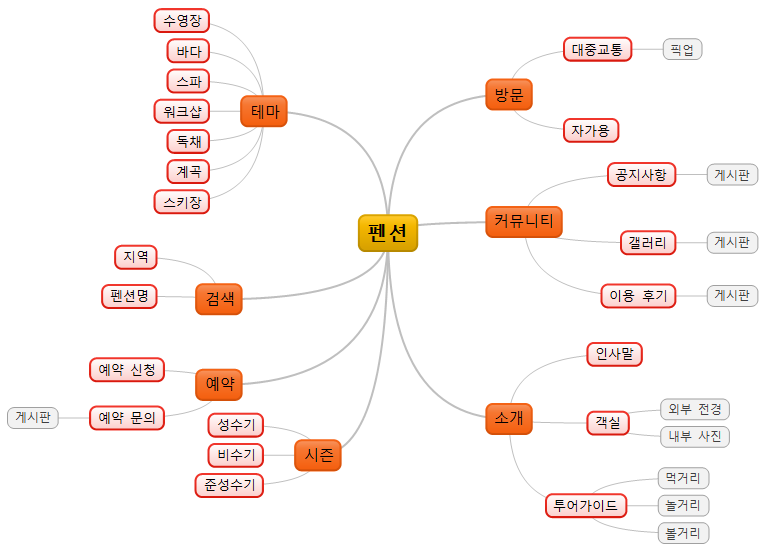 펜션
테마
수영장
바다
스파
워크샵
독채
계곡
스키장
검색
지역
펜션명
예약
예약 신청
예약 문의
게시판
시즌
성수기
비수기
준성수기
방문
대중교통
픽업
자가용
커뮤니티
공지사항
게시판
갤러리
게시판
이용 후기
게시판
소개
인사말
객실
외부 전경
내부 사진
투어가이드
먹거리
놀거리
볼거리